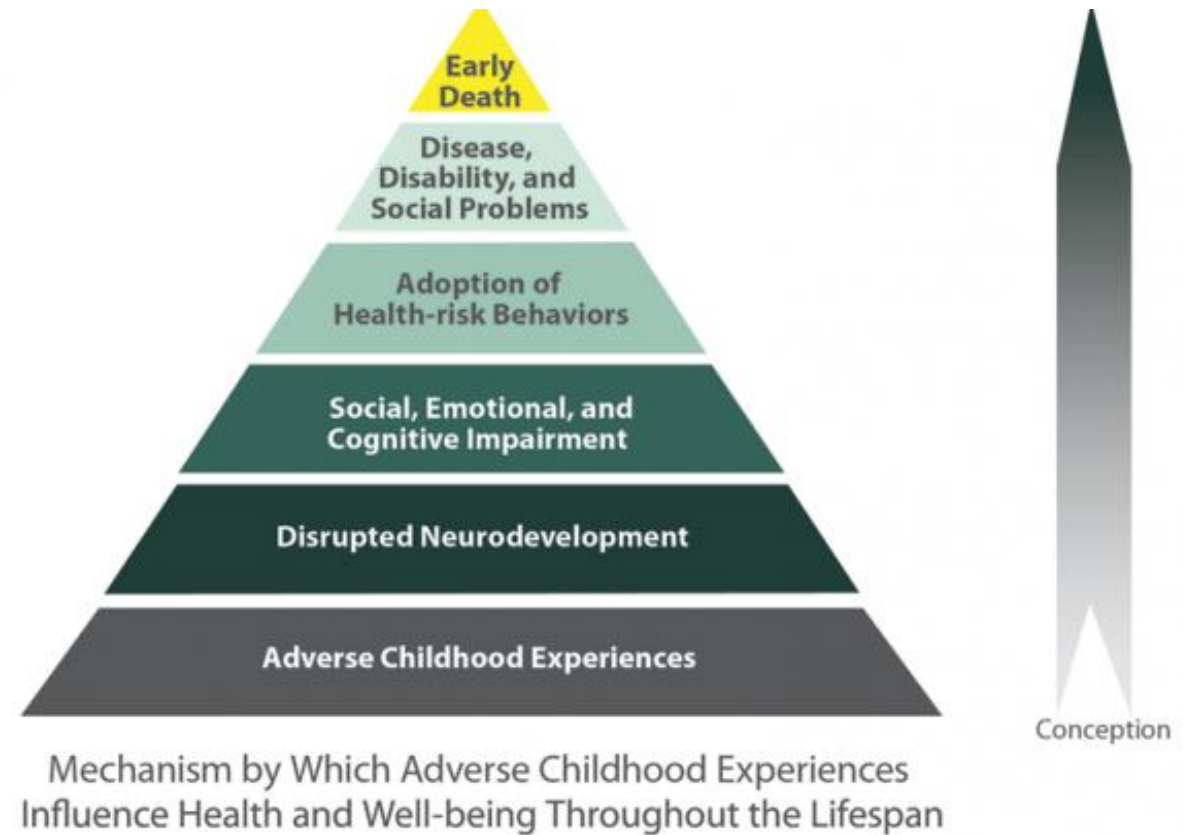 Early
Death
Disease,
Disability, and
Social Problems
Adoption of
Health-risk Behaviors
Social, Emotional, and
Cognitive Impairment
Disrupted Neurodevelopment
Adverse Childhood Experiences
Conception
Mechanism by Which Adverse Childhood Experiences
Influence Health and Well-being Throughout the Lifespan